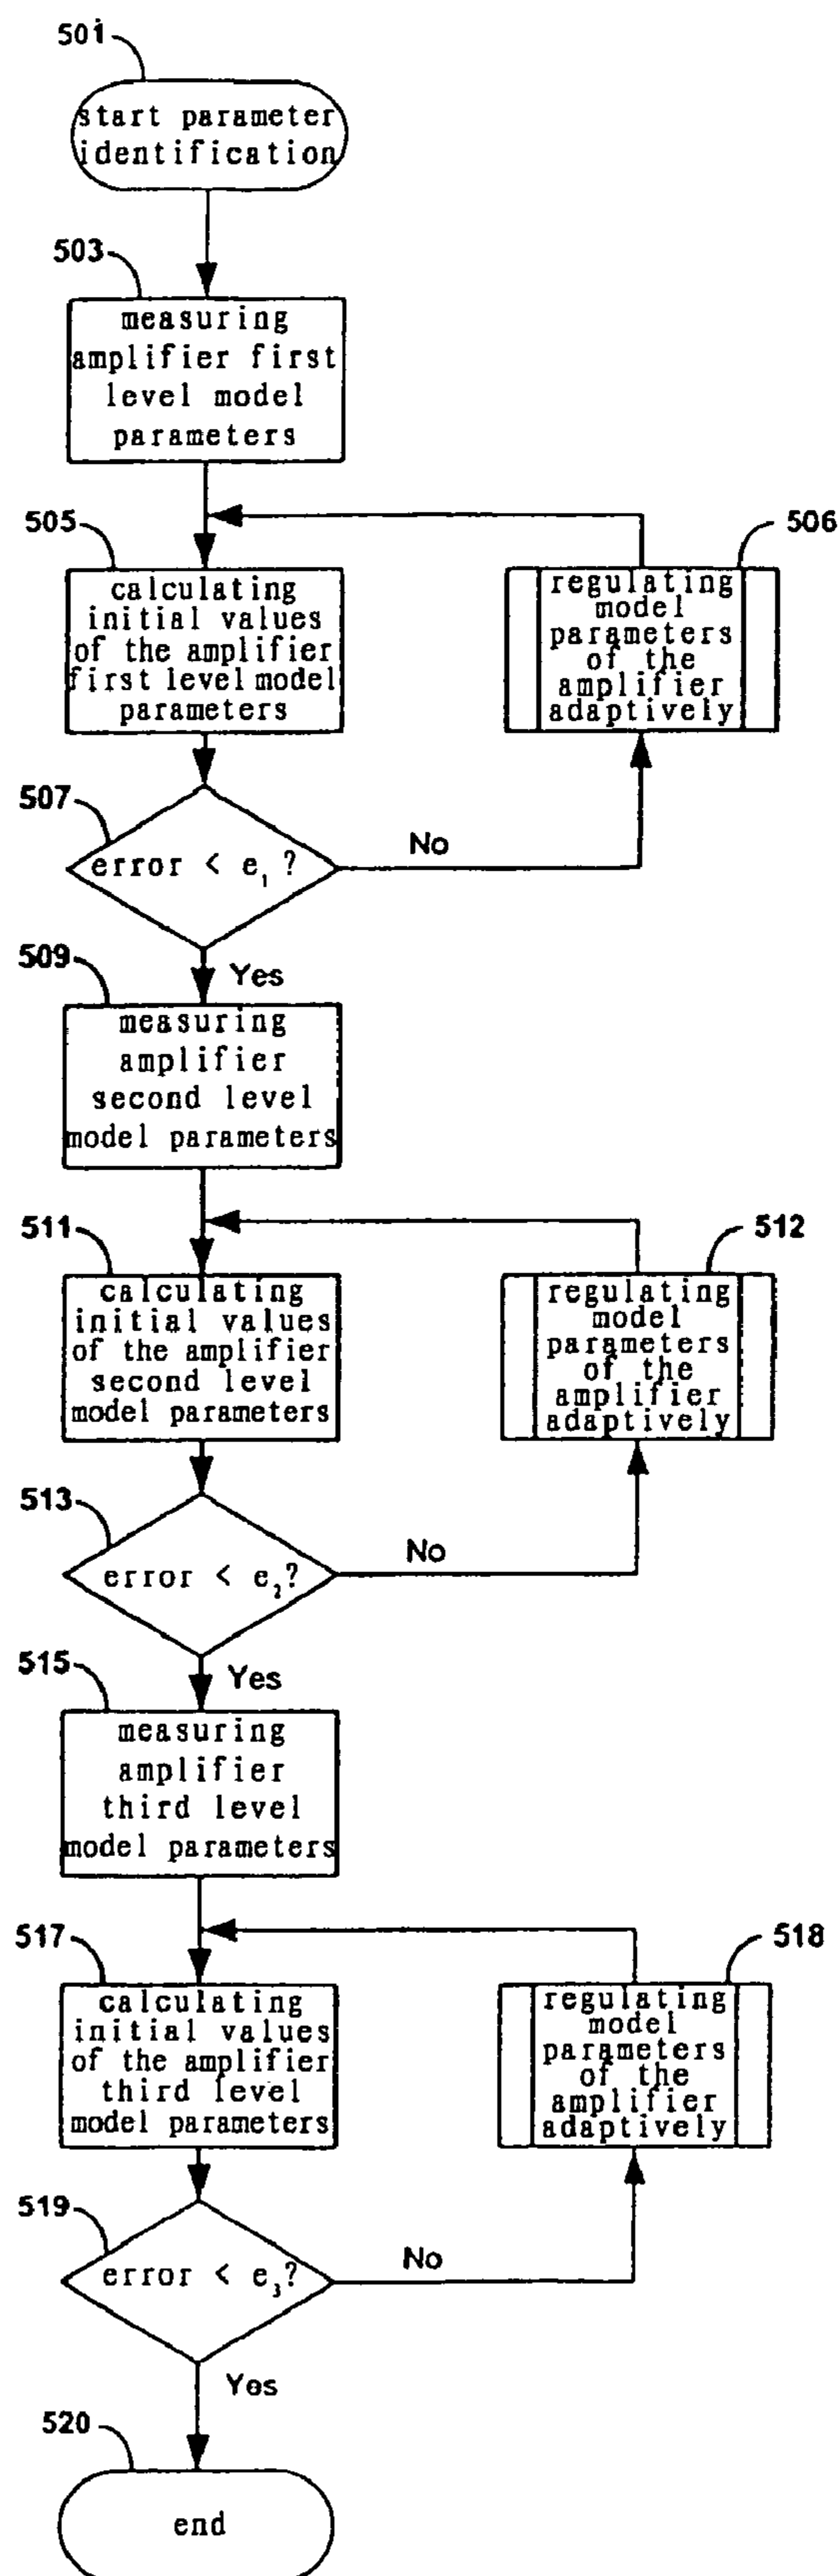 501
start parameter
identification
503
measuring
amplifier first
level model
parameters
505
calculating
initial values
of the amplifier
first level model
parameters
506
regulating
model
parameters
of the
amplifier
adaptively
507
error < e₁ ?
No
Yes
509
measuring
amplifier
second level
model parameters
511
calculating
initial values
of the amplifier
second level
model parameters
512
regulating
model
parameters
of the
amplifier
adaptively
513
error < e₂?
No
Yes
515
measuring
amplifier
third level
model parameters
517
calculating
initial values
of the amplifier
third level
model parameters
518
regulating
model
parameters
of the
amplifier
adaptively
519
error < e₃?
No
Yes
520
end